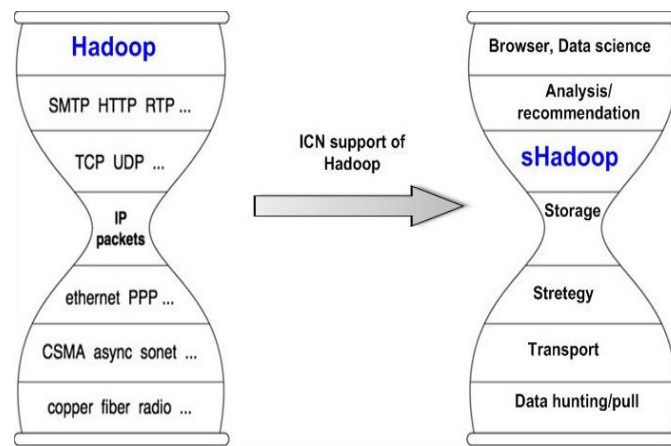 Hadoop
SMTP HTTP RTP ...
TCP UDP ...
IP
packets
ethernet PPP ...
CSMA async sonet ...
copper fiber radio ...
ICN support of
Hadoop
Browser, Data science
Analysis/
recommendation
sHadoop
Storage
Stretegy
Transport
Data hunting/pull